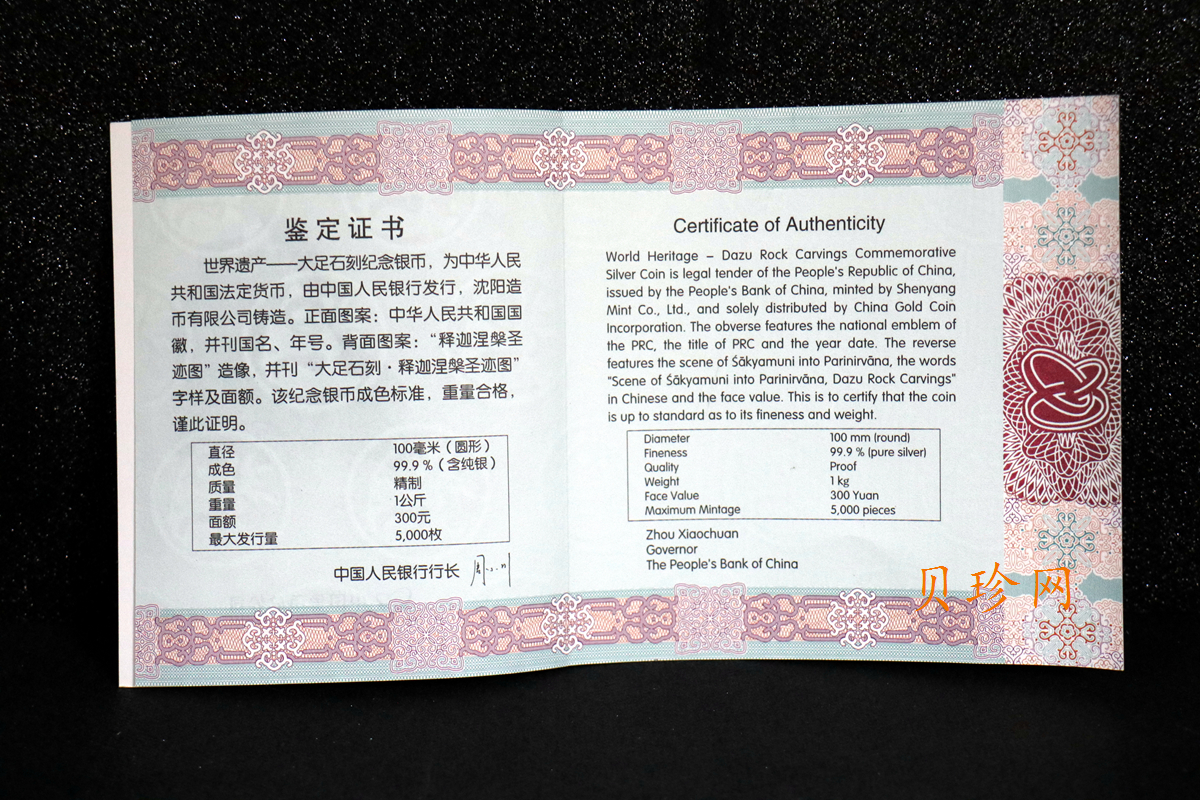 鉴定证书
世界遗产——大足石刻纪念银币，为中华人民
共和国法定货币，由中国人民银行发行，沈阳造
币有限公司铸造。正面图案：中华人民共和国国
徽，并刊国名、年号。背面图案：“释迦涅槃圣
迹图”造像，并刊“大足石刻·释迦涅槃圣迹图”
字样及面额。该纪念银币成色标准，重量合格，
谨此证明。
直径 100毫米（圆形）
成色 99.9％（含纯银）
质量 精制
重量 1公斤
面额 300元
最大发行量 5,000枚
中国人民银行行长
Certificate of Authenticity
World Heritage – Dazu Rock Carvings Commemorative
Silver Coin is legal tender of the People's Republic of China,
issued by the People's Bank of China, minted by Shenyang
Mint Co., Ltd., and solely distributed by China Gold Coin
Incorporation. The obverse features the national emblem of
the PRC, the title of PRC and the year date. The reverse
features the scene of Śākyamuni into Parinirvāna, the words
"Scene of Śākyamuni into Parinirvāna, Dazu Rock Carvings"
in Chinese and the face value. This is to certify that the coin
is up to standard as to its fineness and weight.
Diameter 100 mm (round)
Fineness 99.9 % (pure silver)
Quality Proof
Weight 1 kg
Face Value 300 Yuan
Maximum Mintage 5,000 pieces
Zhou Xiaochuan
Governor
The People's Bank of China
贝珍网